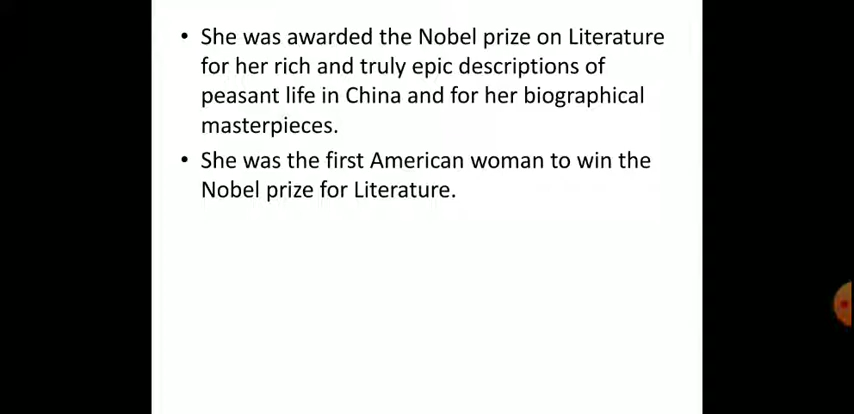 • She was awarded the Nobel prize on Literature
for her rich and truly epic descriptions of
peasant life in China and for her biographical
masterpieces.
• She was the first American woman to win the
Nobel prize for Literature.